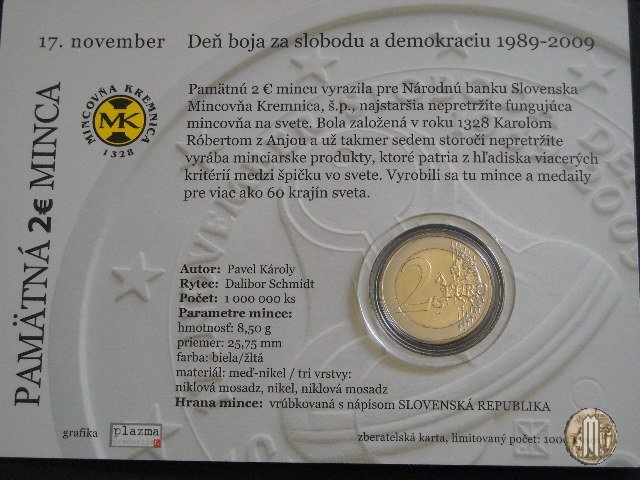 17. november Deň boja za slobodu a demokraciu 1989-2009
PAMÄTNÁ 2€ MINCA
MINCOVŇA KREMNICA
MK
1328
Pamätnú 2 € mincu vyrazila pre Národnú banku Slovenska
Mincovňa Kremnica, š.p., najstaršia nepretržite fungujúca
mincovňa na svete. Bola založená v roku 1328 Karolom
Róbertom z Anjou a už takmer sedem storočí nepretržite
vyrába minciarske produkty, ktoré patria z hľadiska viacerých
kritérií medzi špičku vo svete. Vyrobili sa tu mince a medaily
pre viac ako 60 krajín sveta.
Autor: Pavel Károly
Rytec: Dalibor Schmidt
Počet: 1 000 000 ks
Parametre mince:
hmotnosť: 8,50 g
priemer: 25,75 mm
farba: biela/žltá
materiál: meď-nikel / tri vrstvy:
niklová mosadz, nikel, niklová mosadz
Hrana mince: vrúbkovaná s nápisom SLOVENSKÁ REPUBLIKA
2 EURO
grafika plazma
production
zberateľská karta, limitovaný počet: